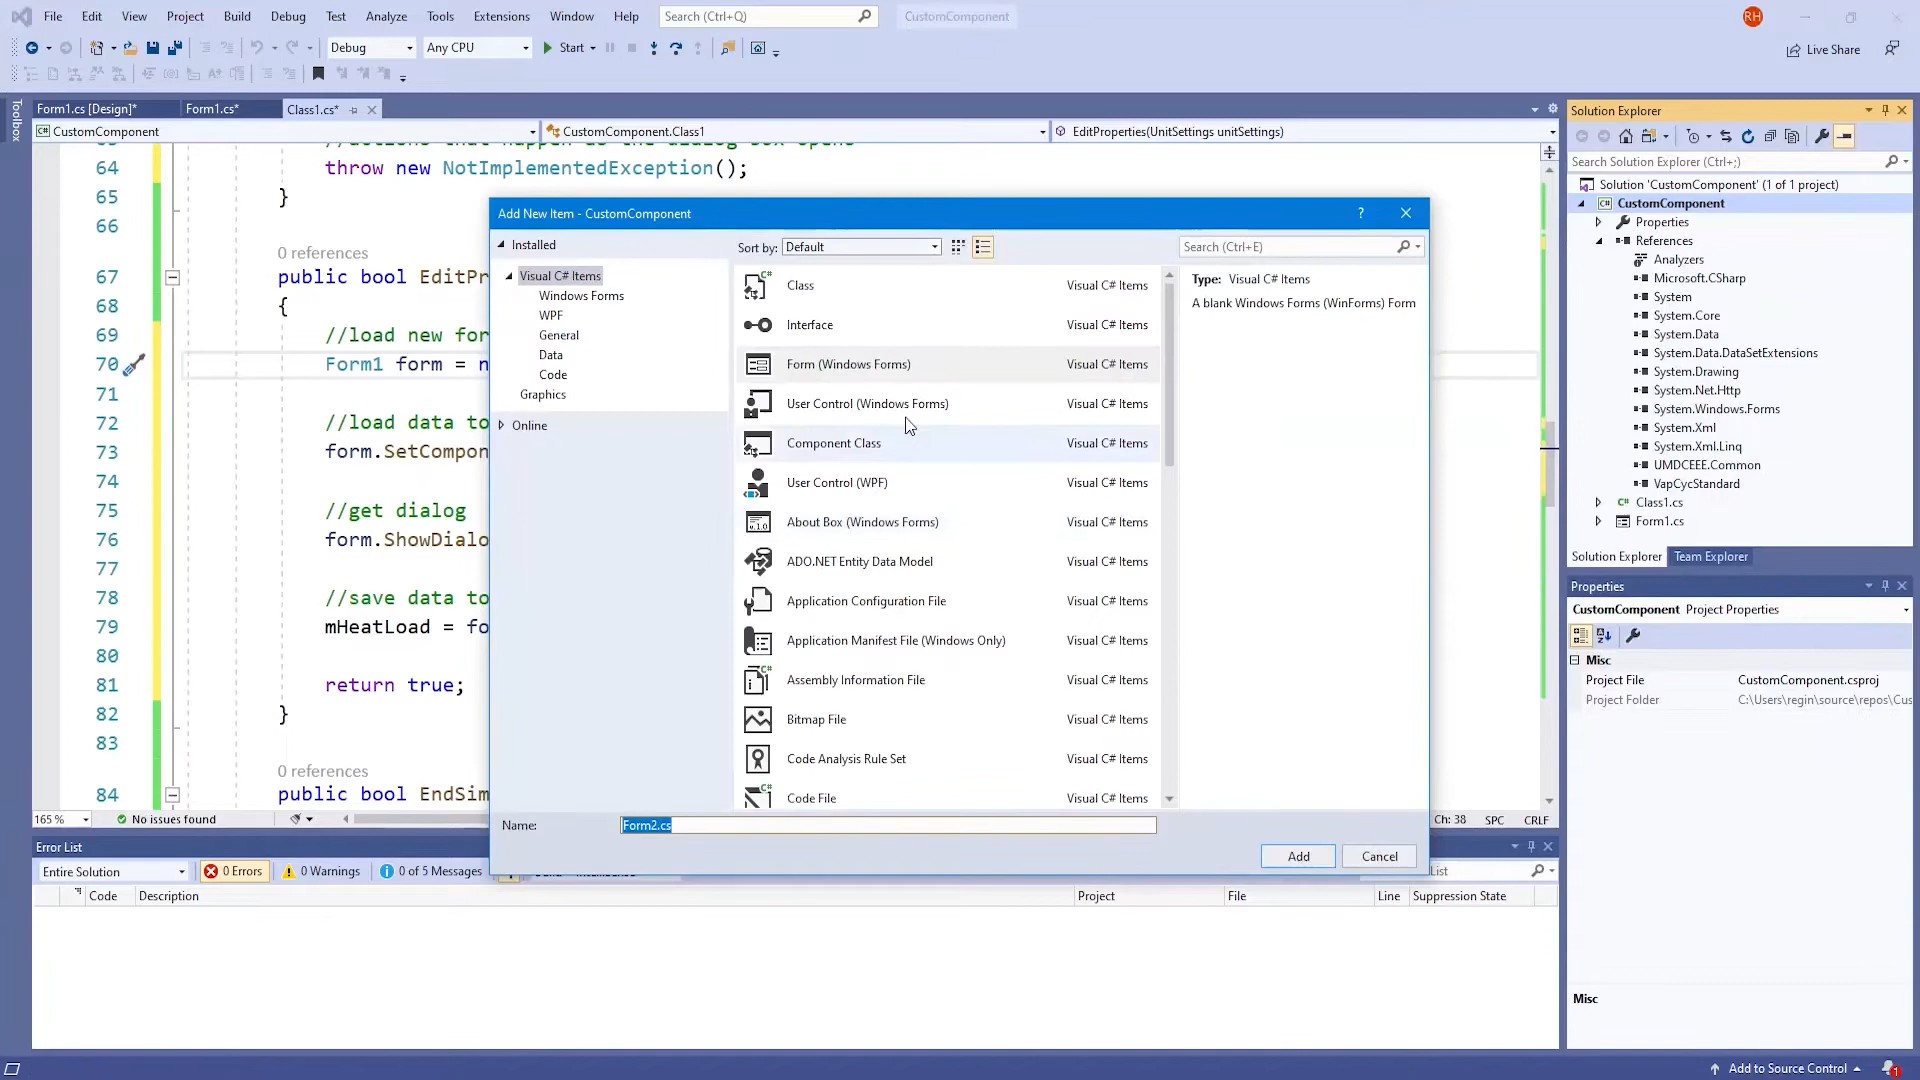 File Edit View Project Build Debug Test Analyze Tools Extensions Window Help Search (Ctrl+Q) CustomComponent RH
Debug Any CPU Start Live Share
Toolbox
Form1.cs [Design]* Form1.cs* Class1.cs*
CustomComponent CustomComponent.Class1 EditProperties(UnitSettings unitSettings)
64 throw new NotImplementedException();
65 }
66
0 references
67 public bool EditPr
68 {
69 //load new for
70 Form1 form = n
71
72 //load data to
73 form.SetCompon
74
75 //get dialog
76 form.ShowDialo
77
78 //save data to
79 mHeatLoad = fo
80
81 return true;
82 }
83
0 references
84 public bool EndSim
165 % No issues found Ch: 38 SPC CRLF
Add New Item - CustomComponent ?
Installed
Sort by: Default Search (Ctrl+E)
Visual C# Items
Windows Forms
WPF
General
Data
Code
Graphics
Online
Class Visual C# Items
Interface Visual C# Items
Form (Windows Forms) Visual C# Items
User Control (Windows Forms) Visual C# Items
Component Class Visual C# Items
User Control (WPF) Visual C# Items
About Box (Windows Forms) Visual C# Items
ADO.NET Entity Data Model Visual C# Items
Application Configuration File Visual C# Items
Application Manifest File (Windows Only) Visual C# Items
Assembly Information File Visual C# Items
Bitmap File Visual C# Items
Code Analysis Rule Set Visual C# Items
Code File Visual C# Items
Type: Visual C# Items
A blank Windows Forms (WinForms) Form
Name: Form2.cs
Add Cancel
Solution Explorer
Search Solution Explorer (Ctrl+;)
Solution 'CustomComponent' (1 of 1 project)
CustomComponent
Properties
References
Analyzers
Microsoft.CSharp
System
System.Core
System.Data
System.Data.DataSetExtensions
System.Drawing
System.Net.Http
System.Windows.Forms
System.Xml
System.Xml.Linq
UMDCEEE.Common
VapCycStandard
Class1.cs
Form1.cs
Solution Explorer Team Explorer
Properties
CustomComponent Project Properties
Misc
Project File CustomComponent.csproj
Project Folder C:\Users\regin\source\repos\Cus
Misc
Error List
Entire Solution 0 Errors 0 Warnings 0 of 5 Messages List
Code Description Project File Line Suppression State
Add to Source Control 1